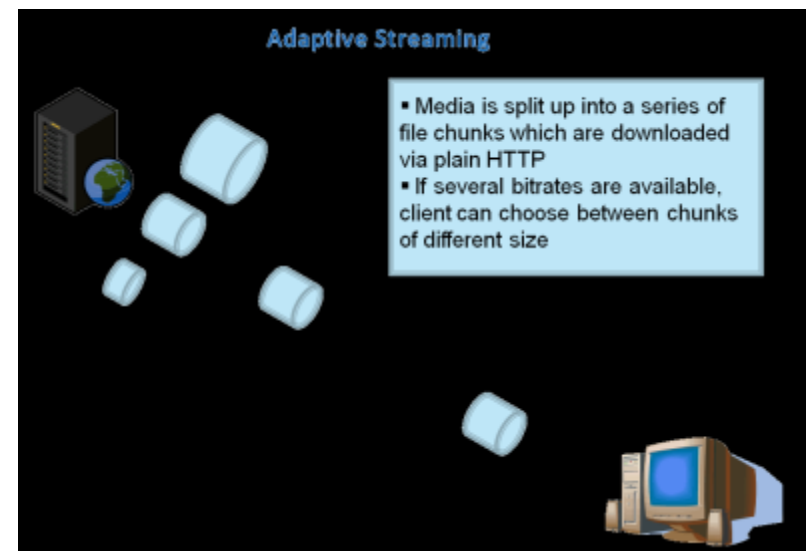 Adaptive Streaming
▪ Media is split up into a series of
file chunks which are downloaded
via plain HTTP
▪ If several bitrates are available,
client can choose between chunks
of different size